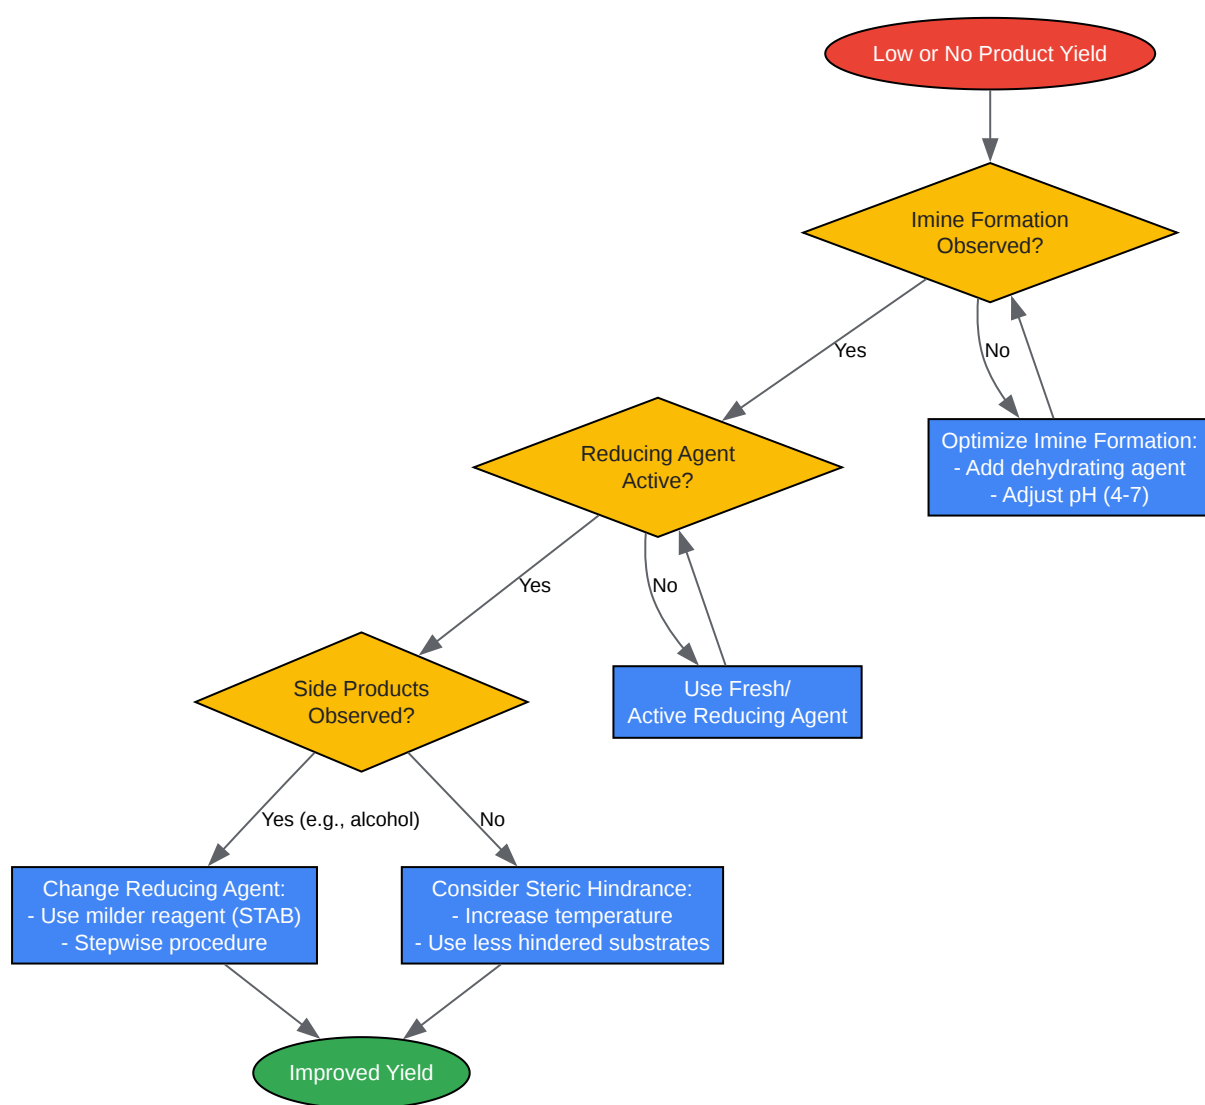 Low or No Product Yield
Imine Formation
Observed?
Yes
No
Optimize Imine Formation:
- Add dehydrating agent
- Adjust pH (4-7)
Reducing Agent
Active?
Yes
No
Use Fresh/
Active Reducing Agent
Side Products
Observed?
Yes (e.g., alcohol)
No
Change Reducing Agent:
- Use milder reagent (STAB)
- Stepwise procedure
Consider Steric Hindrance:
- Increase temperature
- Use less hindered substrates
Improved Yield